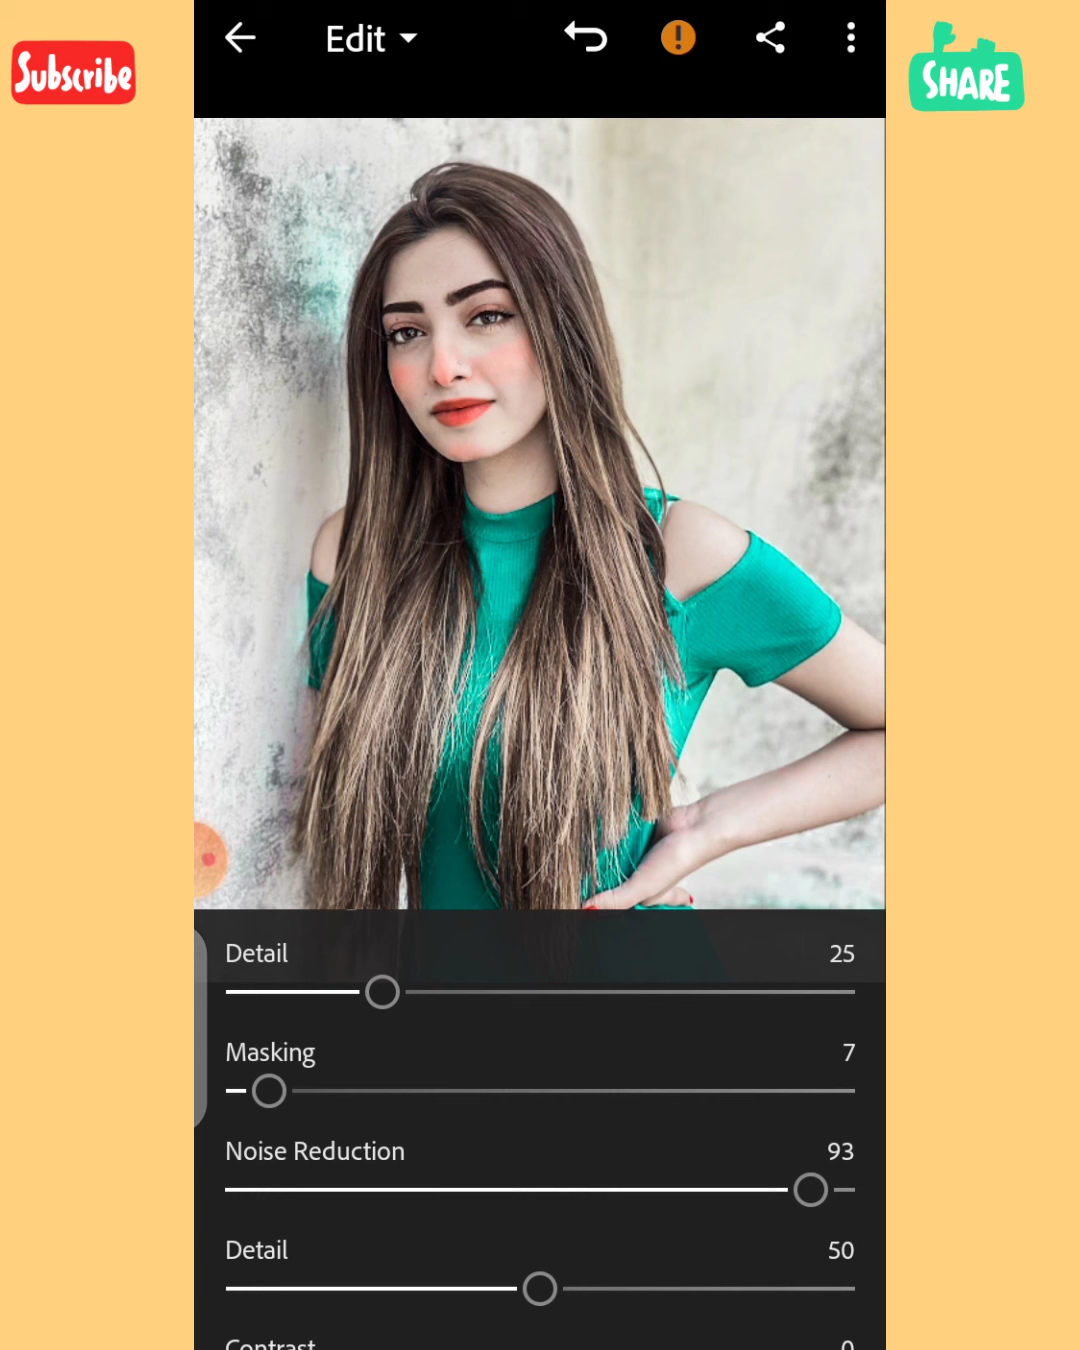 Subscribe
Edit
SHARE
Detail 25
Masking 7
Noise Reduction 93
Detail 50
Contrast 0